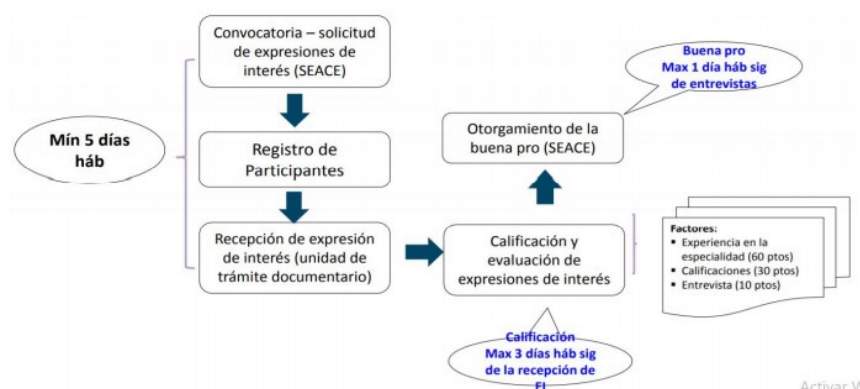 Convocatoria – solicitud
de expresiones de
interés (SEACE)
Mín 5 días
háb
Registro de
Participantes
Recepción de expresión
de interés (unidad de
trámite documentario)
Calificación y
evaluación de
expresiones de interés
Calificación
Max 3 días háb sig
de la recepción de
EI
Factores:
▪ Experiencia en la
especialidad (60 ptos)
▪ Calificaciones (30 ptos)
▪ Entrevista (10 ptos)
Otorgamiento de la
buena pro (SEACE)
Buena pro
Max 1 día háb sig
de entrevistas
Activar W